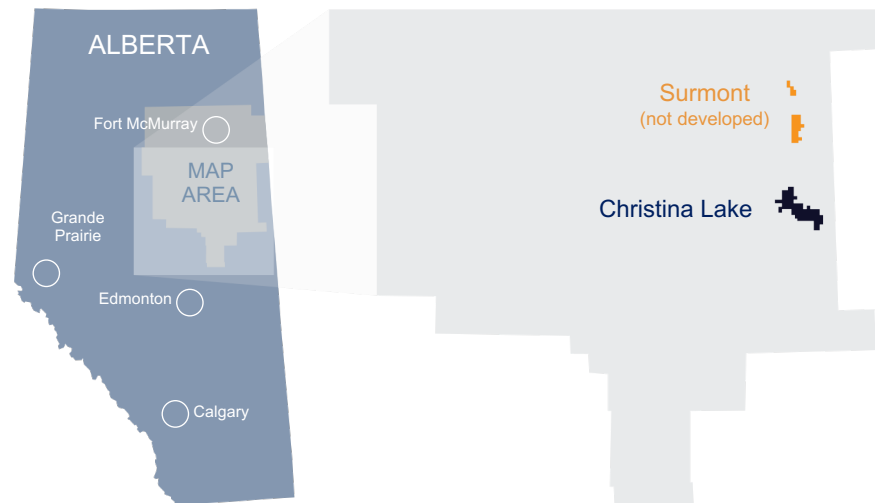 ALBERTA
Fort McMurray
MAP
AREA
Grande
Prairie
Edmonton
Calgary
Surmont
(not developed)
Christina Lake